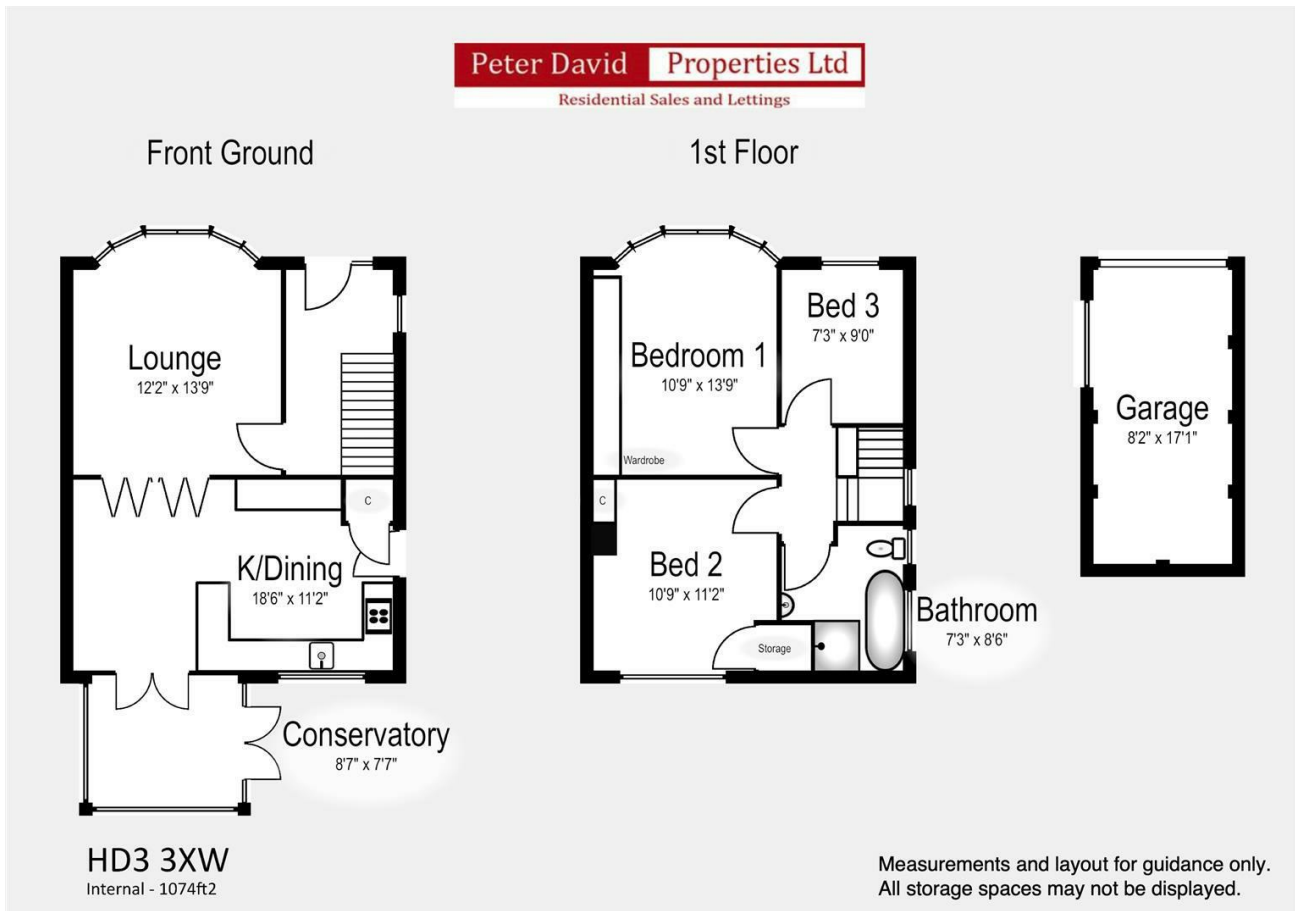 Peter David Properties Ltd
Residential Sales and Lettings
Front Ground
1st Floor
Lounge
12'2" x 13'9"
K/Dining
18'6" x 11'2"
C
Conservatory
8'7" x 7'7"
Bedroom 1
10'9" x 13'9"
Wardrobe
Bed 3
7'3" x 9'0"
C
Bed 2
10'9" x 11'2"
Storage
Bathroom
7'3" x 8'6"
Garage
8'2" x 17'1"
HD3 3XW
Internal - 1074ft2
Measurements and layout for guidance only.
All storage spaces may not be displayed.